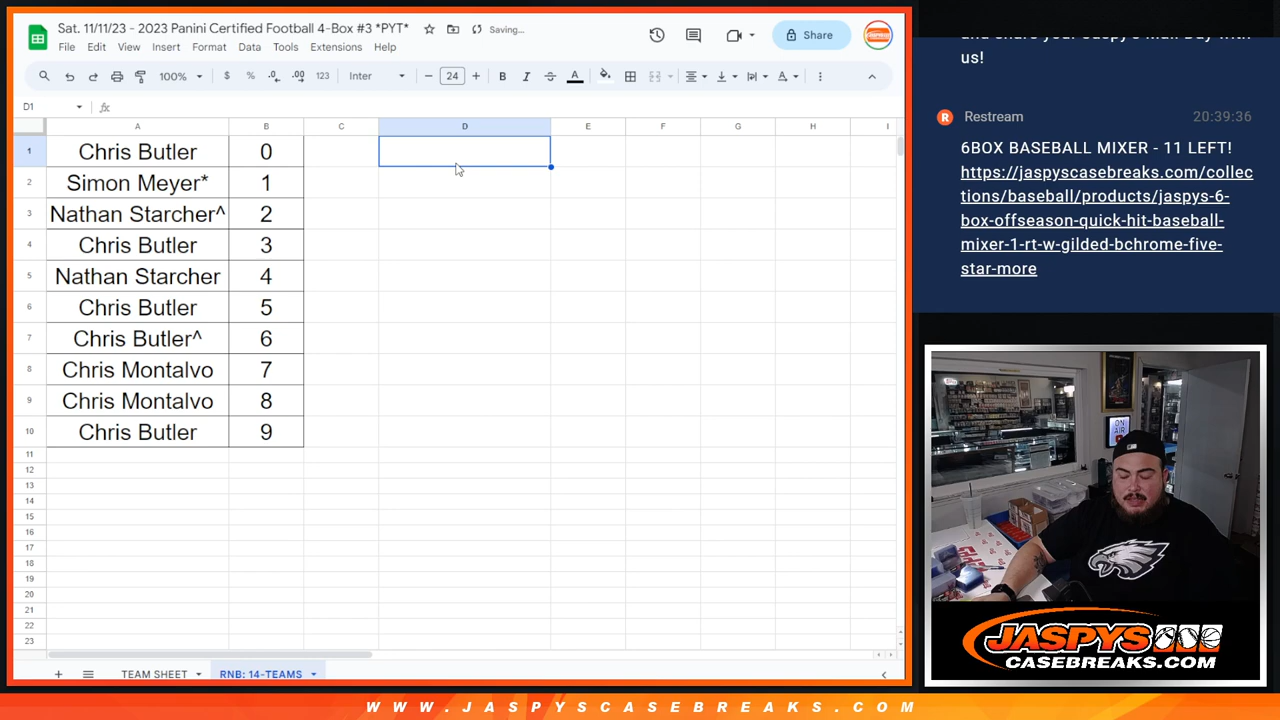 Sat. 11/11/23 - 2023 Panini Certified Football 4-Box #3 *PYT*
Saving...
File Edit View Insert Format Data Tools Extensions Help
Share
100%
$ % .0 .00 123
Inter
24
B I A
D1
fx
A B C D E F G H I
1 Chris Butler 0
2 Simon Meyer* 1
3 Nathan Starcher^ 2
4 Chris Butler 3
5 Nathan Starcher 4
6 Chris Butler 5
7 Chris Butler^ 6
8 Chris Montalvo 7
9 Chris Montalvo 8
10 Chris Butler 9
11
12
13
14
15
16
17
18
19
20
21
22
23
TEAM SHEET
RNB: 14-TEAMS
us!
R Restream 20:39:36
6BOX BASEBALL MIXER - 11 LEFT!
https://jaspyscasebreaks.com/collec
tions/baseball/products/jaspys-6-
box-offseason-quick-hit-baseball-
mixer-1-rt-w-gilded-bchrome-five-
star-more
ON
AIR
JASPYS
CASEBREAKS.COM
WWW.JASPYSCASEBREAKS.COM